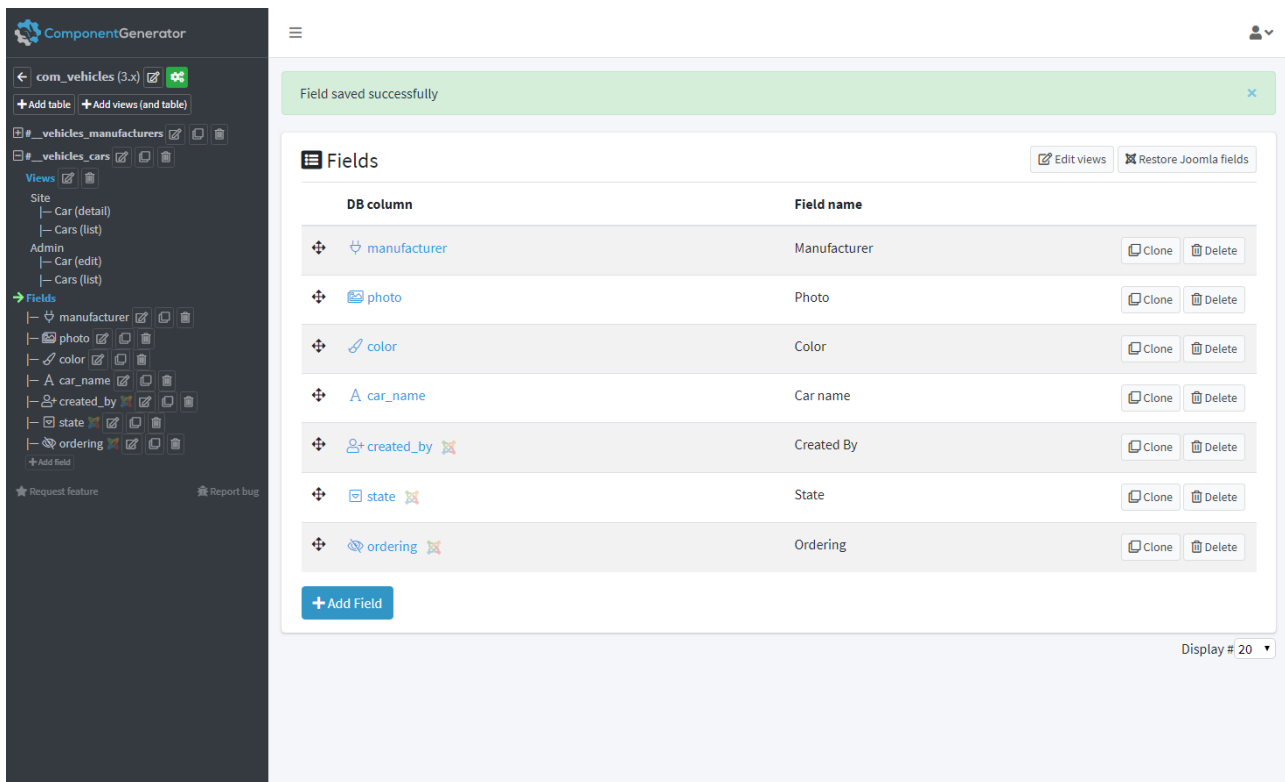 ComponentGenerator
com_vehicles (3.x)
Add table Add views (and table)
#__vehicles_manufacturers
#__vehicles_cars
Views
Site
Car (detail)
Cars (list)
Admin
Car (edit)
Cars (list)
Fields
manufacturer
photo
color
car_name
created_by
state
ordering
Add field
Request feature Report bug
Field saved successfully ×
Fields Edit views Restore Joomla fields
DB column Field name
manufacturer Manufacturer Clone Delete
photo Photo Clone Delete
color Color Clone Delete
car_name Car name Clone Delete
created_by Created By Clone Delete
state State Clone Delete
ordering Ordering Clone Delete
Add Field
Display # 20